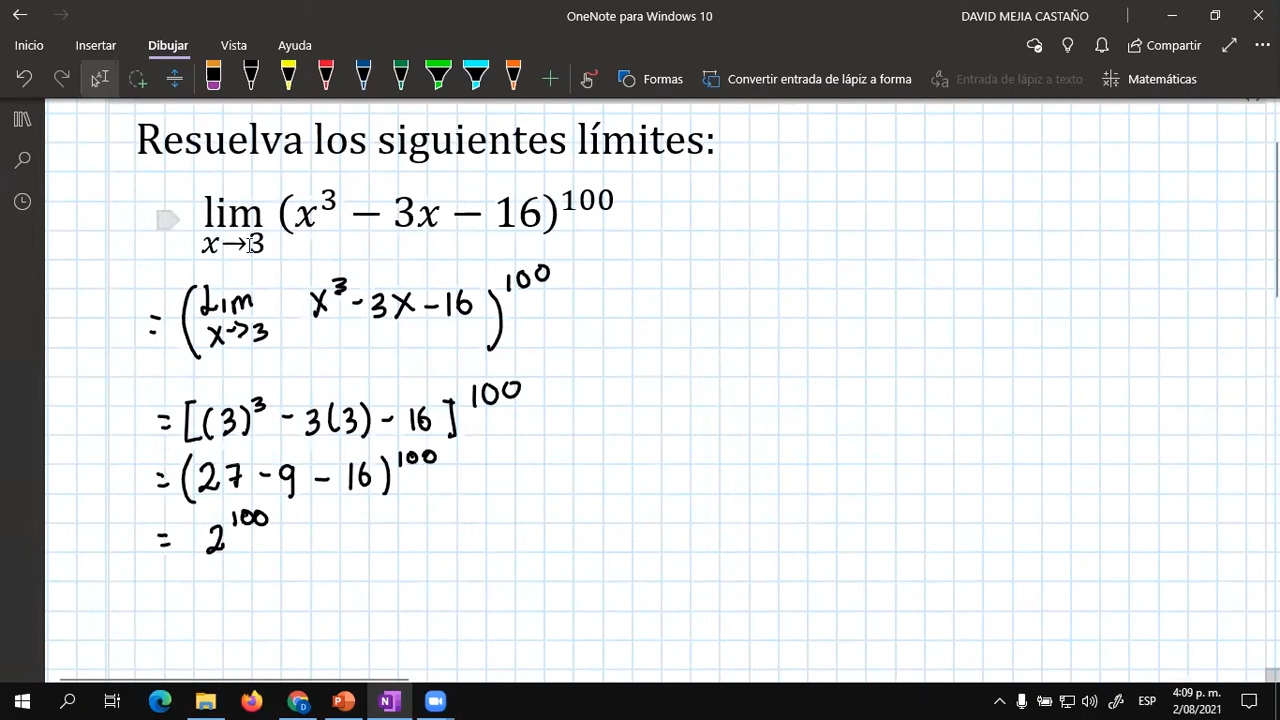 OneNote para Windows 10
DAVID MEJIA CASTAÑO
Inicio Insertar Dibujar Vista Ayuda
Compartir
Formas Convertir entrada de lápiz a forma Entrada de lápiz a texto Matemáticas
Resuelva los siguientes límites:
lim (x³ − 3x − 16)¹⁰⁰
x→3
= (Lim x³ - 3x - 16)¹⁰⁰
x→3
= [(3)³ - 3(3) - 16]¹⁰⁰
= (27 - 9 - 16)¹⁰⁰
= 2¹⁰⁰
ESP
4:09 p. m.
2/08/2021